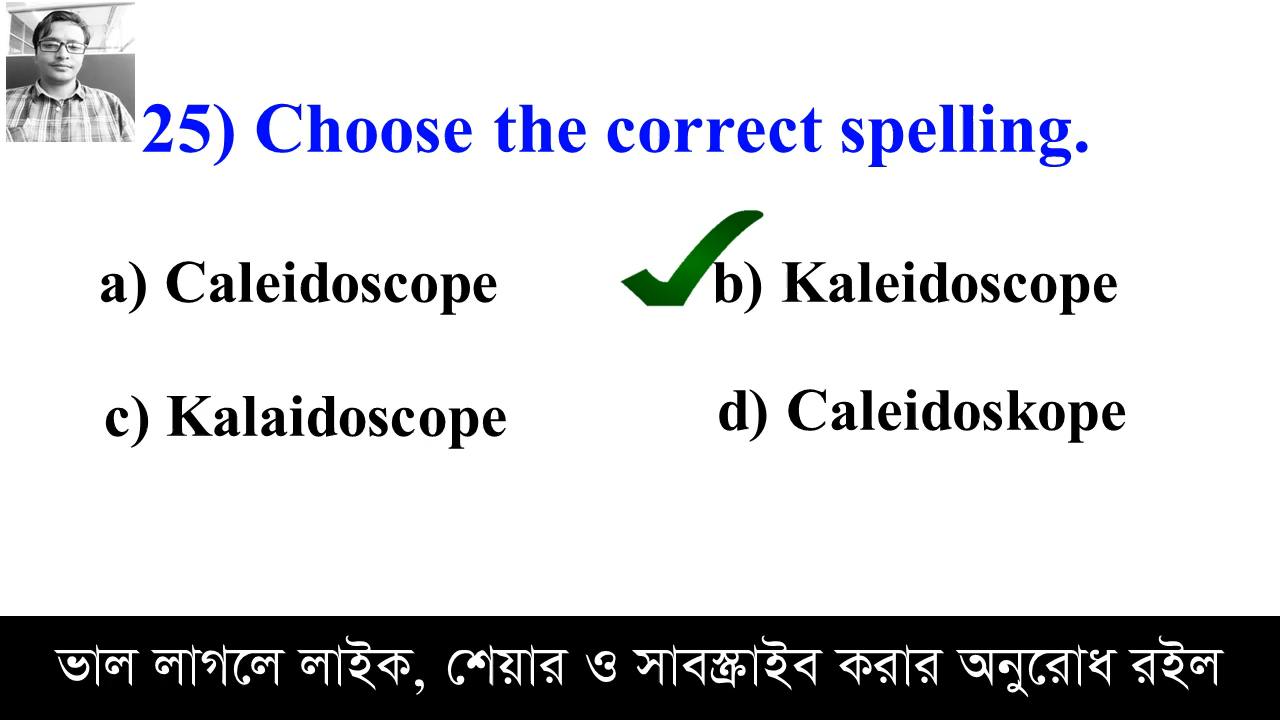 25) Choose the correct spelling.
a) Caleidoscope
b) Kaleidoscope
c) Kalaidoscope
d) Caleidoskope
ভাল লাগলে লাইক, শেয়ার ও সাবস্ক্রাইব করার অনুরোধ রইল